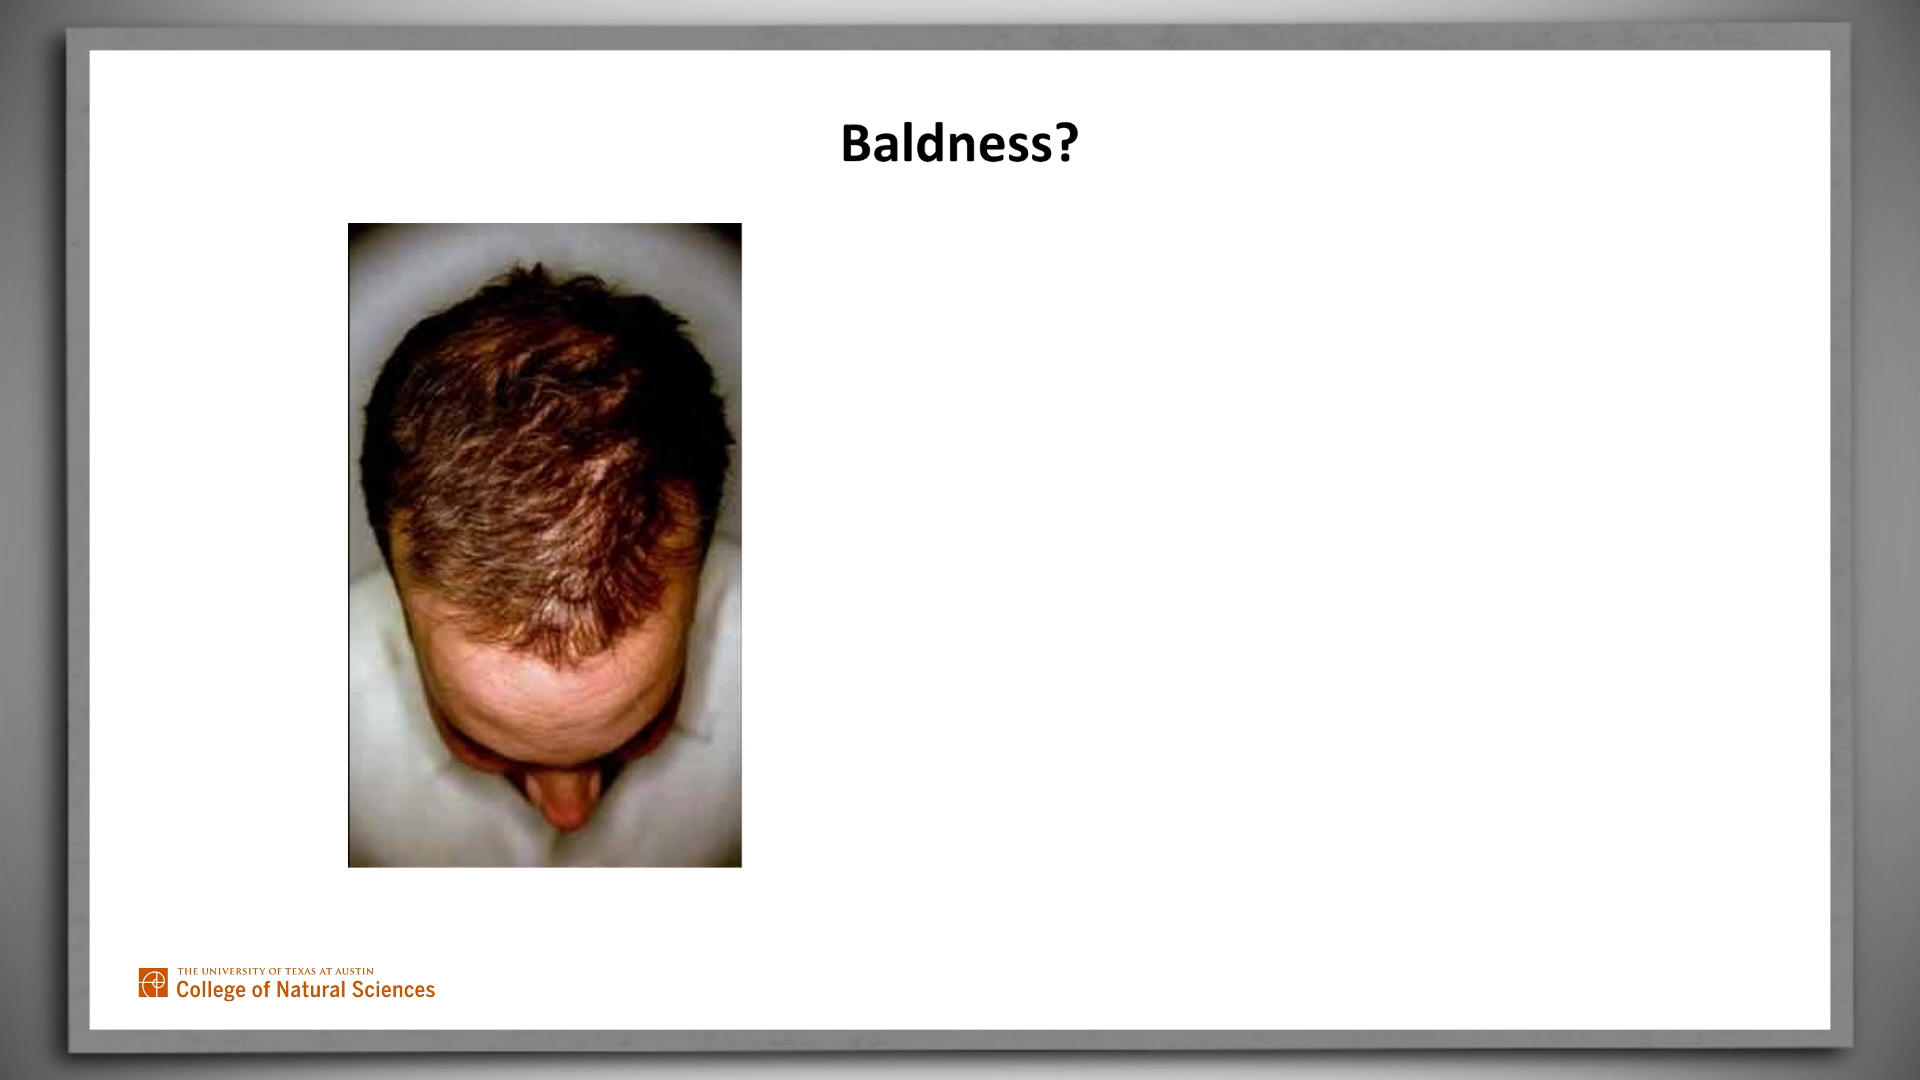 Baldness?
THE UNIVERSITY OF TEXAS AT AUSTIN
College of Natural Sciences